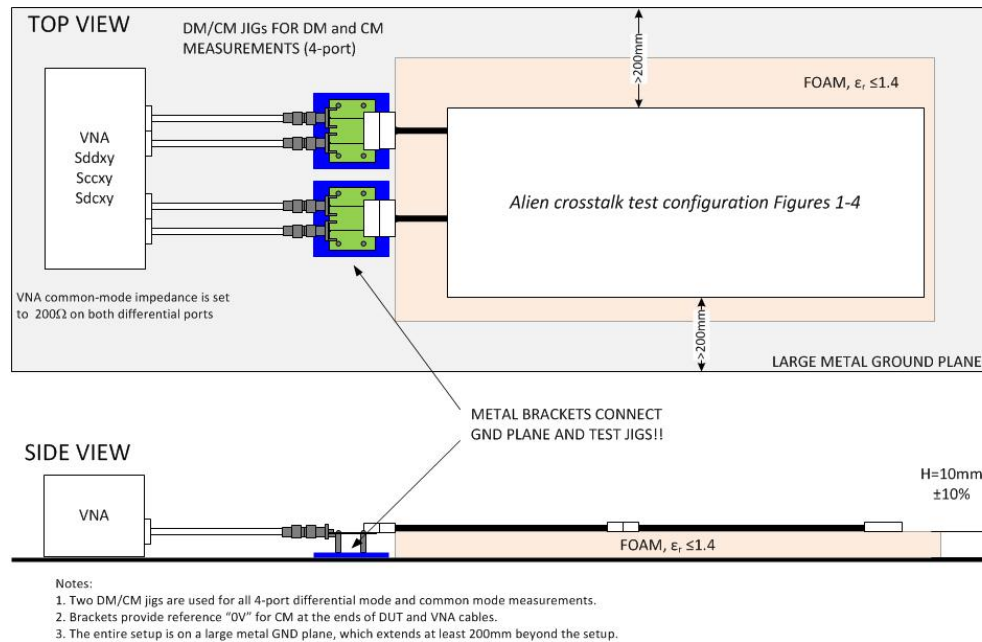 TOP VIEW
DM/CM JIGs FOR DM and CM
MEASUREMENTS (4-port)
>200mm
FOAM, εr ≤1.4
VNA
Sddxy
Sccxy
Sdcxy
Alien crosstalk test configuration Figures 1-4
VNA common-mode impedance is set
to 200Ω on both differential ports
>200mm
LARGE METAL GROUND PLANE
METAL BRACKETS CONNECT
GND PLANE AND TEST JIGS!!
SIDE VIEW
H=10mm
±10%
VNA
FOAM, εr ≤1.4
Notes:
1. Two DM/CM jigs are used for all 4-port differential mode and common mode measurements.
2. Brackets provide reference “0V” for CM at the ends of DUT and VNA cables.
3. The entire setup is on a large metal GND plane, which extends at least 200mm beyond the setup.